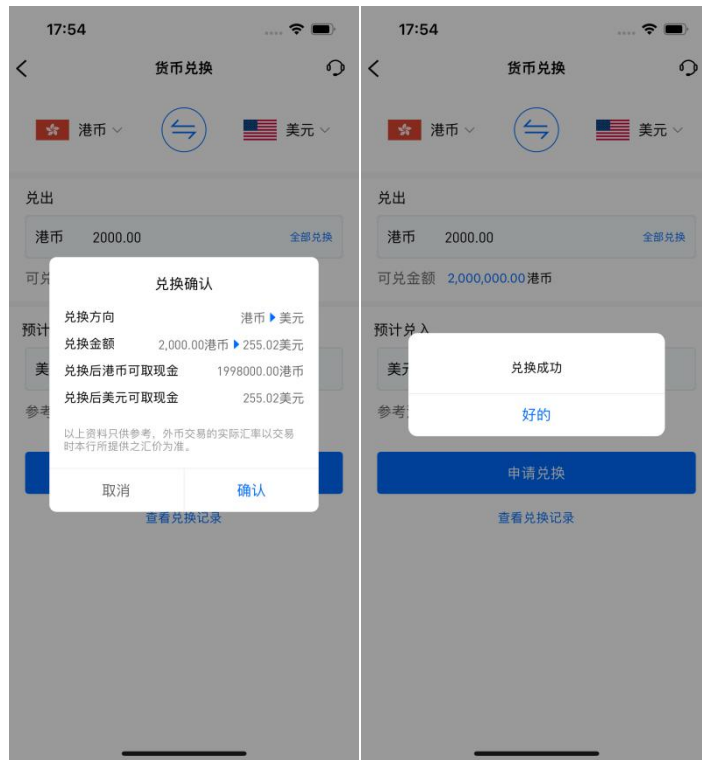 17:54
货币兑换
港币
美元
兑出
港币 2000.00 全部兑换
可兑
兑换确认
预计
兑换方向 港币 美元
兑换金额 2,000.00港币 255.02美元
美
兑换后港币可取现金 1998000.00港币
兑换后美元可取现金 255.02美元
参考
以上资料只供参考，外币交易的实际汇率以交易
时本行所提供之汇价为准。
取消 确认
查看兑换记录
17:54
货币兑换
港币
美元
兑出
港币 2000.00 全部兑换
可兑金额 2,000,000.00港币
预计兑入
美元
兑换成功
参考
好的
申请兑换
查看兑换记录